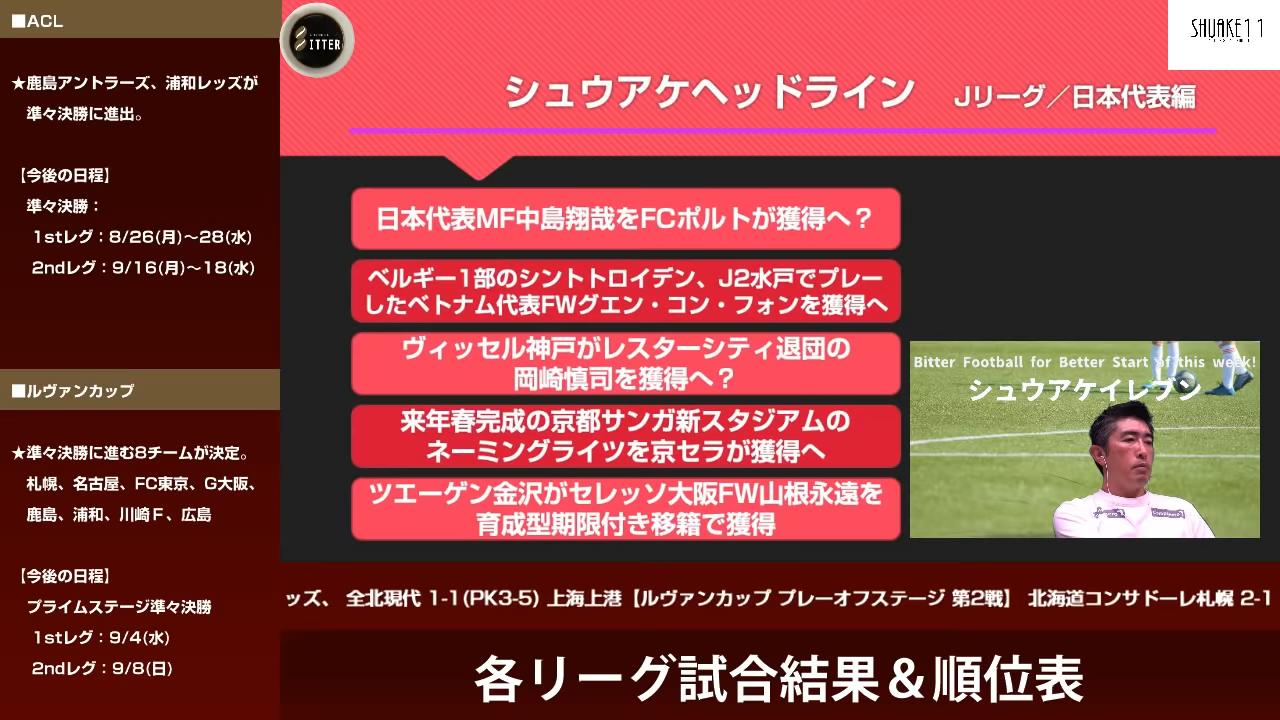 ■ACL
★鹿島アントラーズ、浦和レッズが
準々決勝に進出。
【今後の日程】
準々決勝：
1stレグ：8/26(月)～28(水)
2ndレグ：9/16(月)～18(水)
■ルヴァンカップ
★準々決勝に進む8チームが決定。
札幌、名古屋、FC東京、G大阪、
鹿島、浦和、川崎Ｆ、広島
【今後の日程】
プライムステージ準々決勝
1stレグ：9/4(水)
2ndレグ：9/8(日)
ITTER
SHUAKE11
シュウアケヘッドライン Jリーグ／日本代表編
日本代表MF中島翔哉をFCポルトが獲得へ？
ベルギー1部のシントトロイデン、J2水戸でプレー
したベトナム代表FWグエン・コン・フォンを獲得へ
ヴィッセル神戸がレスターシティ退団の
岡崎慎司を獲得へ？
来年春完成の京都サンガ新スタジアムの
ネーミングライツを京セラが獲得へ
ツエーゲン金沢がセレッソ大阪FW山根永遠を
育成型期限付き移籍で獲得
Bitter Football for Better Start of this week!
シュウアケイレブン
ッズ、 全北現代 1-1(PK3-5) 上海上港【ルヴァンカップ プレーオフステージ 第2戦】 北海道コンサドーレ札幌 2-1
各リーグ試合結果＆順位表